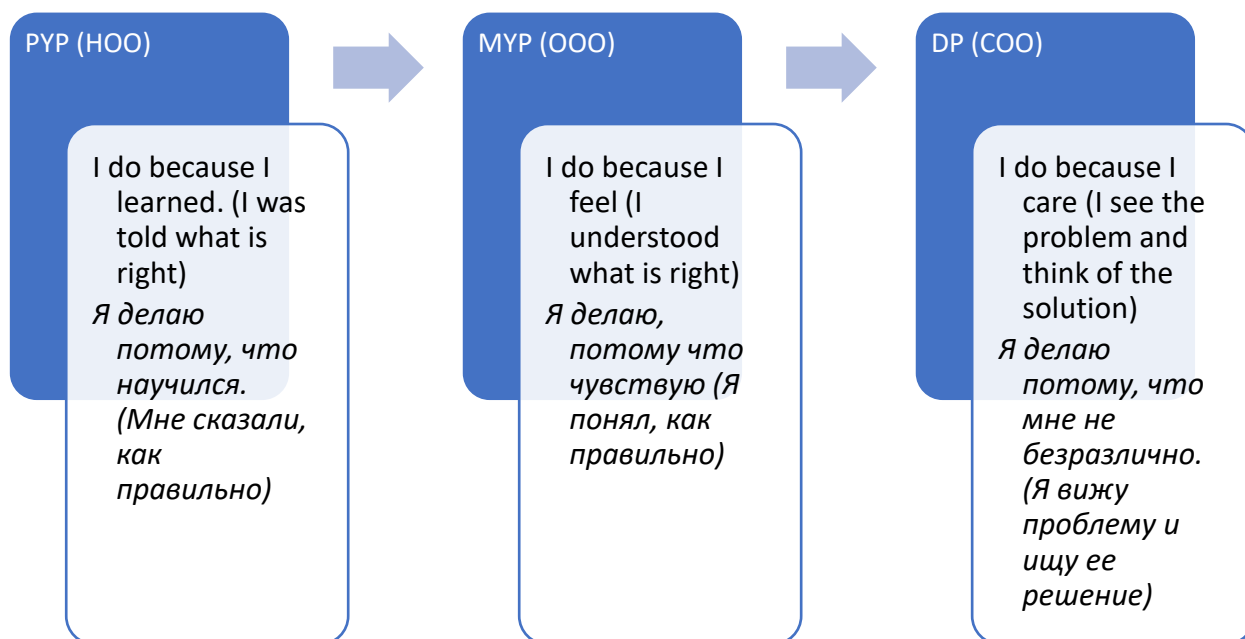 PYP (НОО)
I do because I
learned. (I was
told what is
right)
Я делаю
потому, что
научился.
(Мне сказали,
как
правильно)
MYP (ООО)
I do because I
feel (I
understood
what is right)
Я делаю,
потому что
чувствую (Я
понял, как
правильно)
DP (СОО)
I do because I
care (I see the
problem and
think of the
solution)
Я делаю
потому, что
мне не
безразлично.
(Я вижу
проблему и
ищу ее
решение)